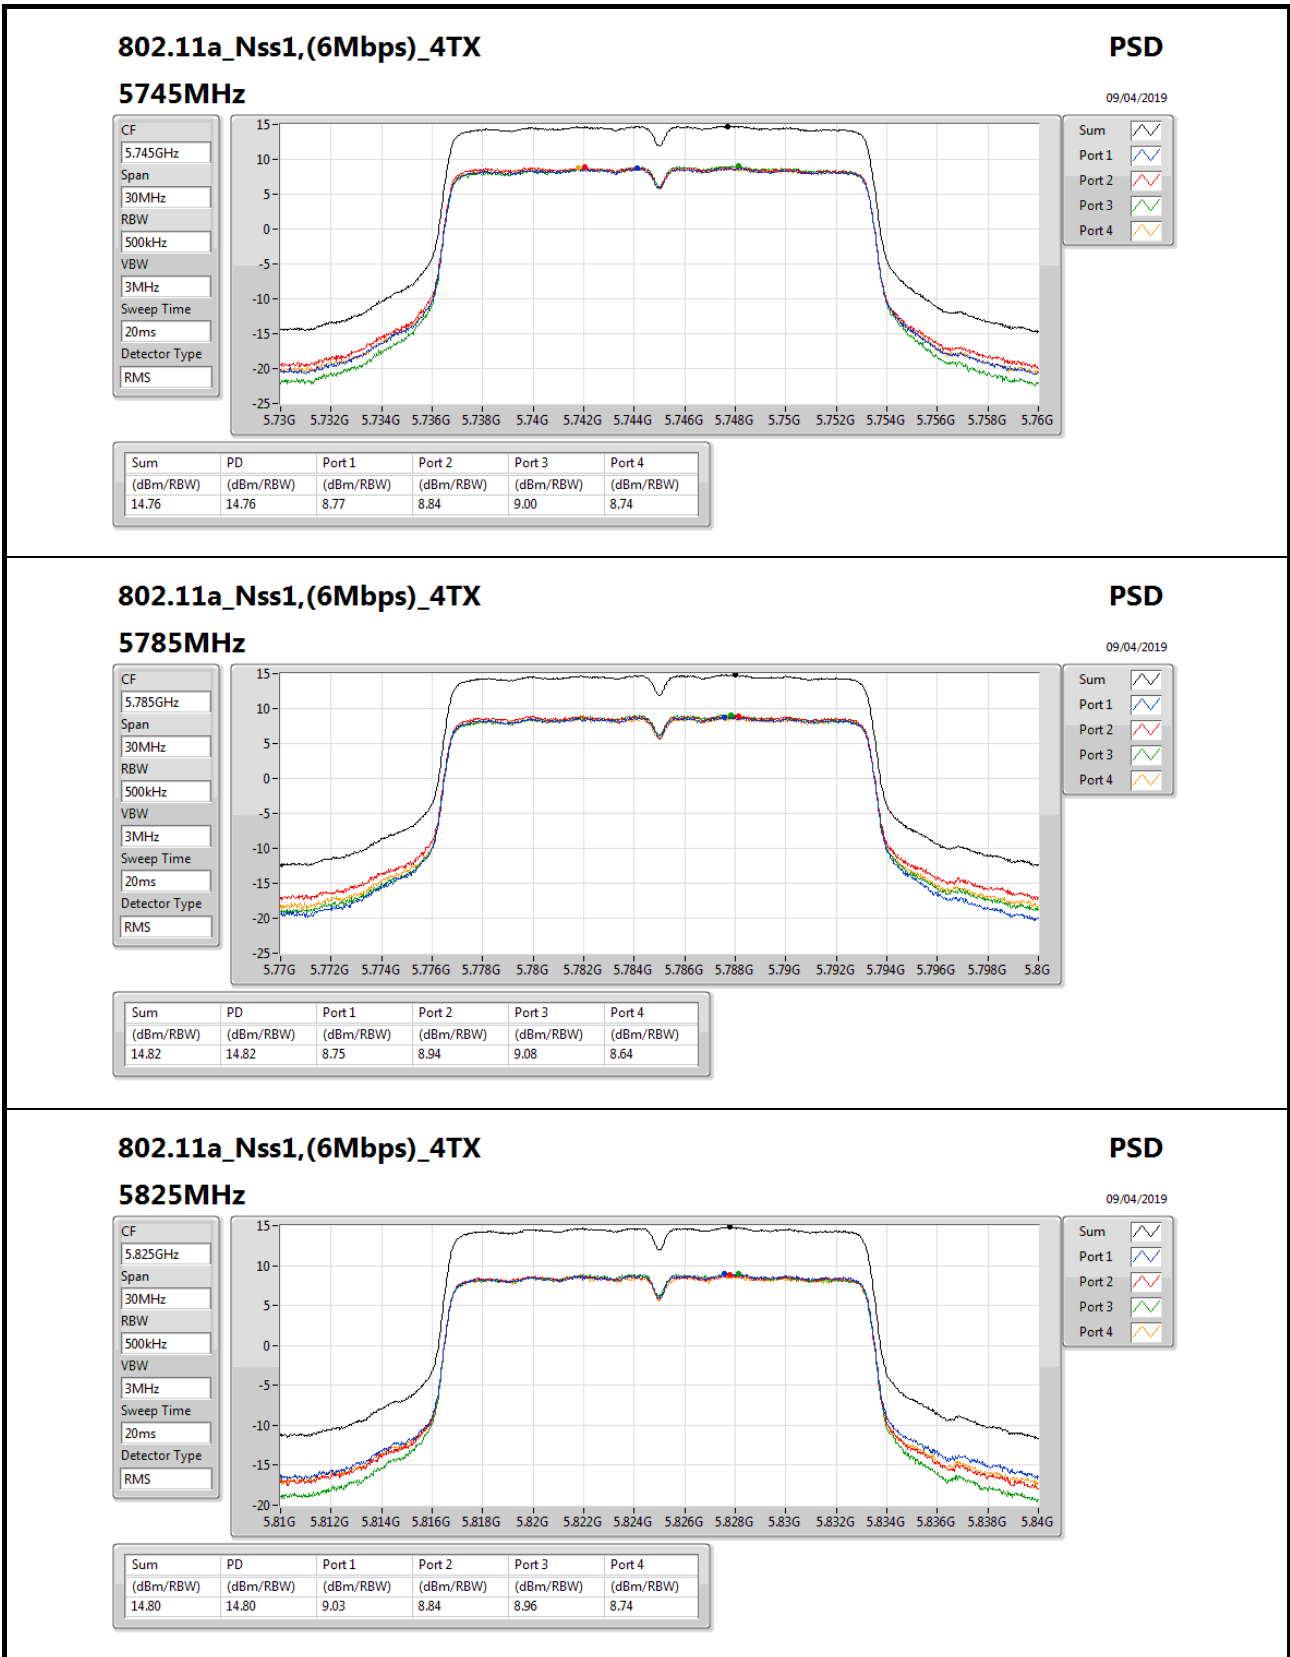 802.11a_Nss1,(6Mbps)_4TX PSD
5745MHz 09/04/2019
CF
5.745GHz
Span
30MHz
RBW
500kHz
VBW
3MHz
Sweep Time
20ms
Detector Type
RMS
15
10
5
0
-5
-10
-15
-20
-25
5.73G 5.732G 5.734G 5.736G 5.738G 5.74G 5.742G 5.744G 5.746G 5.748G 5.75G 5.752G 5.754G 5.756G 5.758G 5.76G
Sum
Port 1
Port 2
Port 3
Port 4
Sum PD Port 1 Port 2 Port 3 Port 4
(dBm/RBW) (dBm/RBW) (dBm/RBW) (dBm/RBW) (dBm/RBW) (dBm/RBW)
14.76 14.76 8.77 8.84 9.00 8.74
802.11a_Nss1,(6Mbps)_4TX PSD
5785MHz 09/04/2019
CF
5.785GHz
Span
30MHz
RBW
500kHz
VBW
3MHz
Sweep Time
20ms
Detector Type
RMS
15
10
5
0
-5
-10
-15
-20
-25
5.77G 5.772G 5.774G 5.776G 5.778G 5.78G 5.782G 5.784G 5.786G 5.788G 5.79G 5.792G 5.794G 5.796G 5.798G 5.8G
Sum
Port 1
Port 2
Port 3
Port 4
Sum PD Port 1 Port 2 Port 3 Port 4
(dBm/RBW) (dBm/RBW) (dBm/RBW) (dBm/RBW) (dBm/RBW) (dBm/RBW)
14.82 14.82 8.75 8.94 9.08 8.64
802.11a_Nss1,(6Mbps)_4TX PSD
5825MHz 09/04/2019
CF
5.825GHz
Span
30MHz
RBW
500kHz
VBW
3MHz
Sweep Time
20ms
Detector Type
RMS
15
10
5
0
-5
-10
-15
-20
5.81G 5.812G 5.814G 5.816G 5.818G 5.82G 5.822G 5.824G 5.826G 5.828G 5.83G 5.832G 5.834G 5.836G 5.838G 5.84G
Sum
Port 1
Port 2
Port 3
Port 4
Sum PD Port 1 Port 2 Port 3 Port 4
(dBm/RBW) (dBm/RBW) (dBm/RBW) (dBm/RBW) (dBm/RBW) (dBm/RBW)
14.80 14.80 9.03 8.84 8.96 8.74